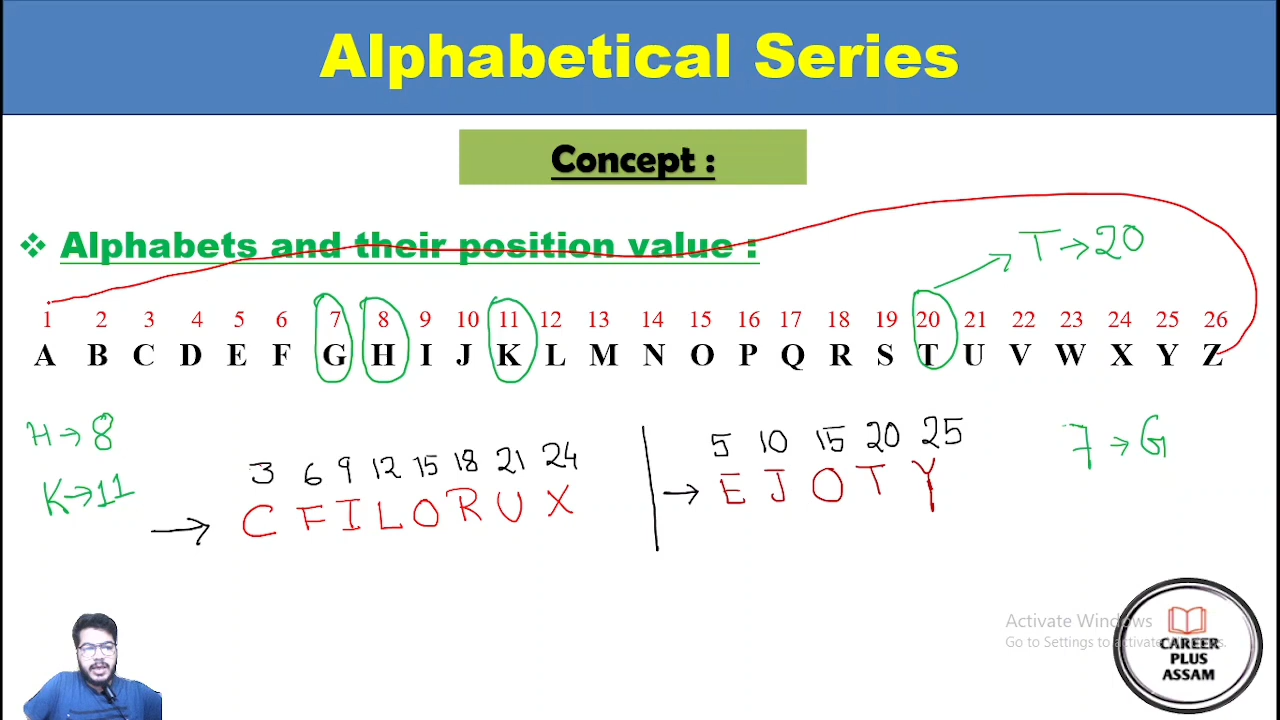 Alphabetical Series
Concept :
❖ Alphabets and their position value :
T → 20
1 2 3 4 5 6 7 8 9 10 11 12 13 14 15 16 17 18 19 20 21 22 23 24 25 26
A B C D E F G H I J K L M N O P Q R S T U V W X Y Z
H → 8
K → 11
3 6 9 12 15 18 21 24
→ C F I L O R U X
5 10 15 20 25
→ E J O T Y
7 → G
Activate Windows
Go to Settings to activate Windows.
CAREER
PLUS
ASSAM